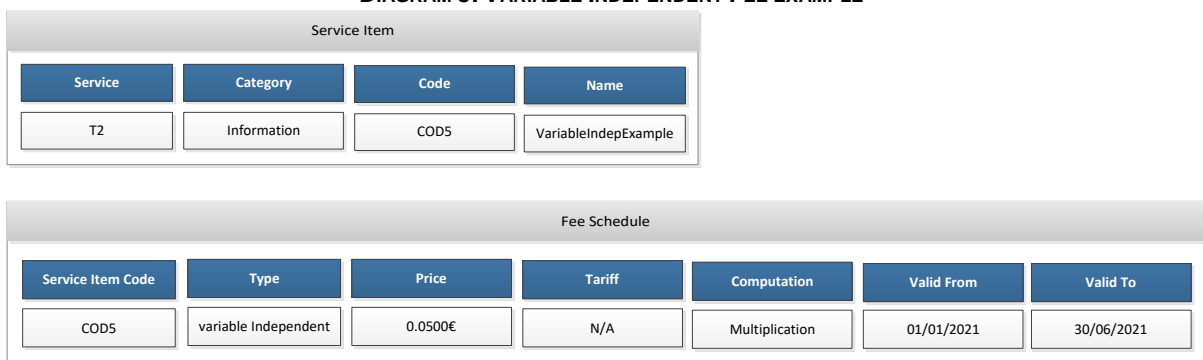 Service Item
Service Category Code Name
T2 Information COD5 VariableIndepExample
Fee Schedule
Service Item Code Type Price Tariff Computation Valid From Valid To
COD5 variable Independent 0.0500€ N/A Multiplication 01/01/2021 30/06/2021